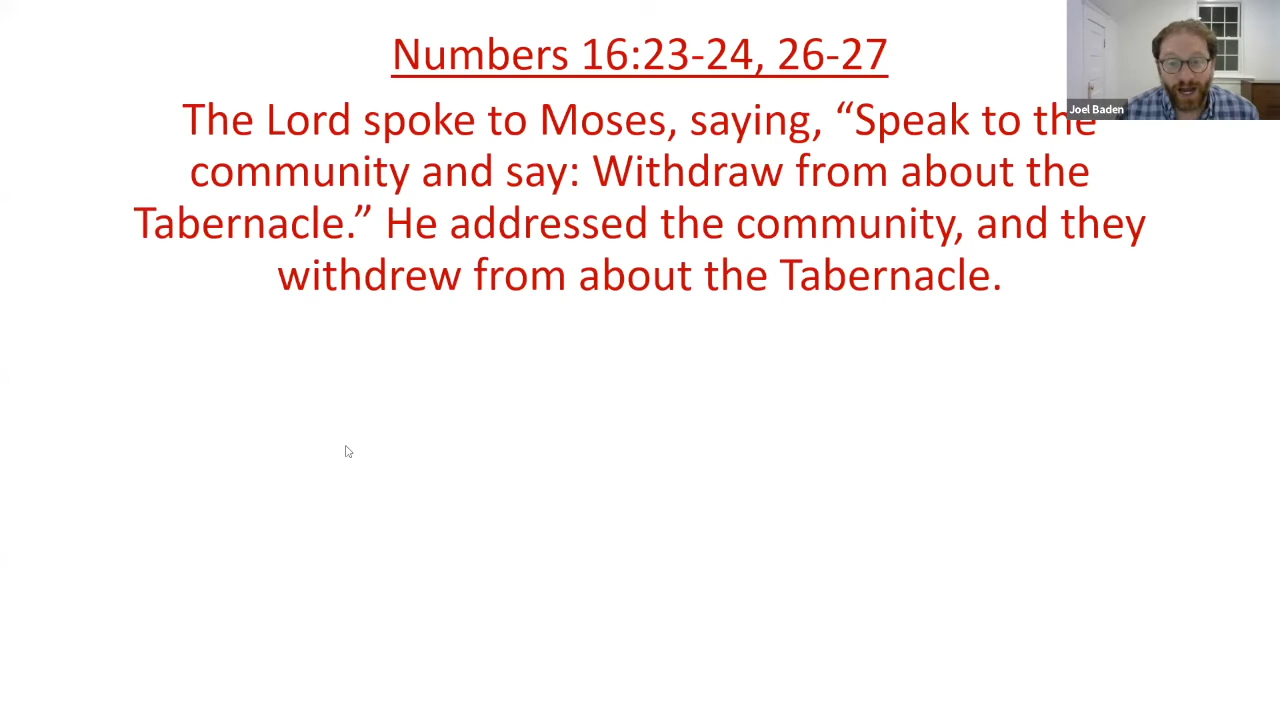 Numbers 16:23-24, 26-27
The Lord spoke to Moses, saying, “Speak to the
community and say: Withdraw from about the
Tabernacle.” He addressed the community, and they
withdrew from about the Tabernacle.
Joel Baden